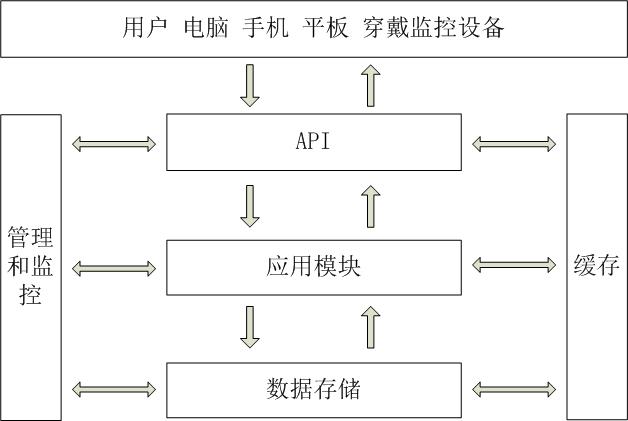 用户 电脑 手机 平板 穿戴监控设备
API
管理
和监
控
应用模块
缓存
数据存储